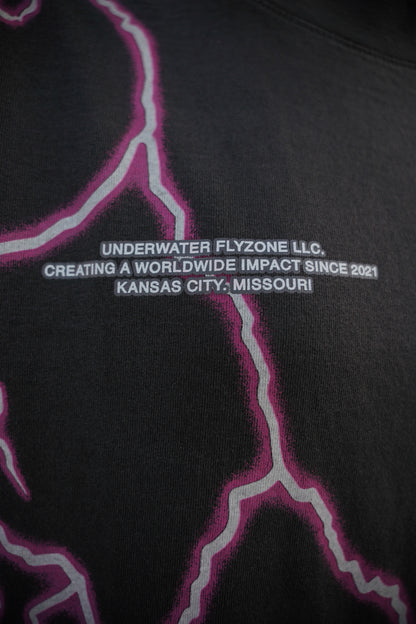 UNDERWATER FLYZONE LLC.
CREATING A WORLDWIDE IMPACT SINCE 2021
KANSAS CITY, MISSOURI